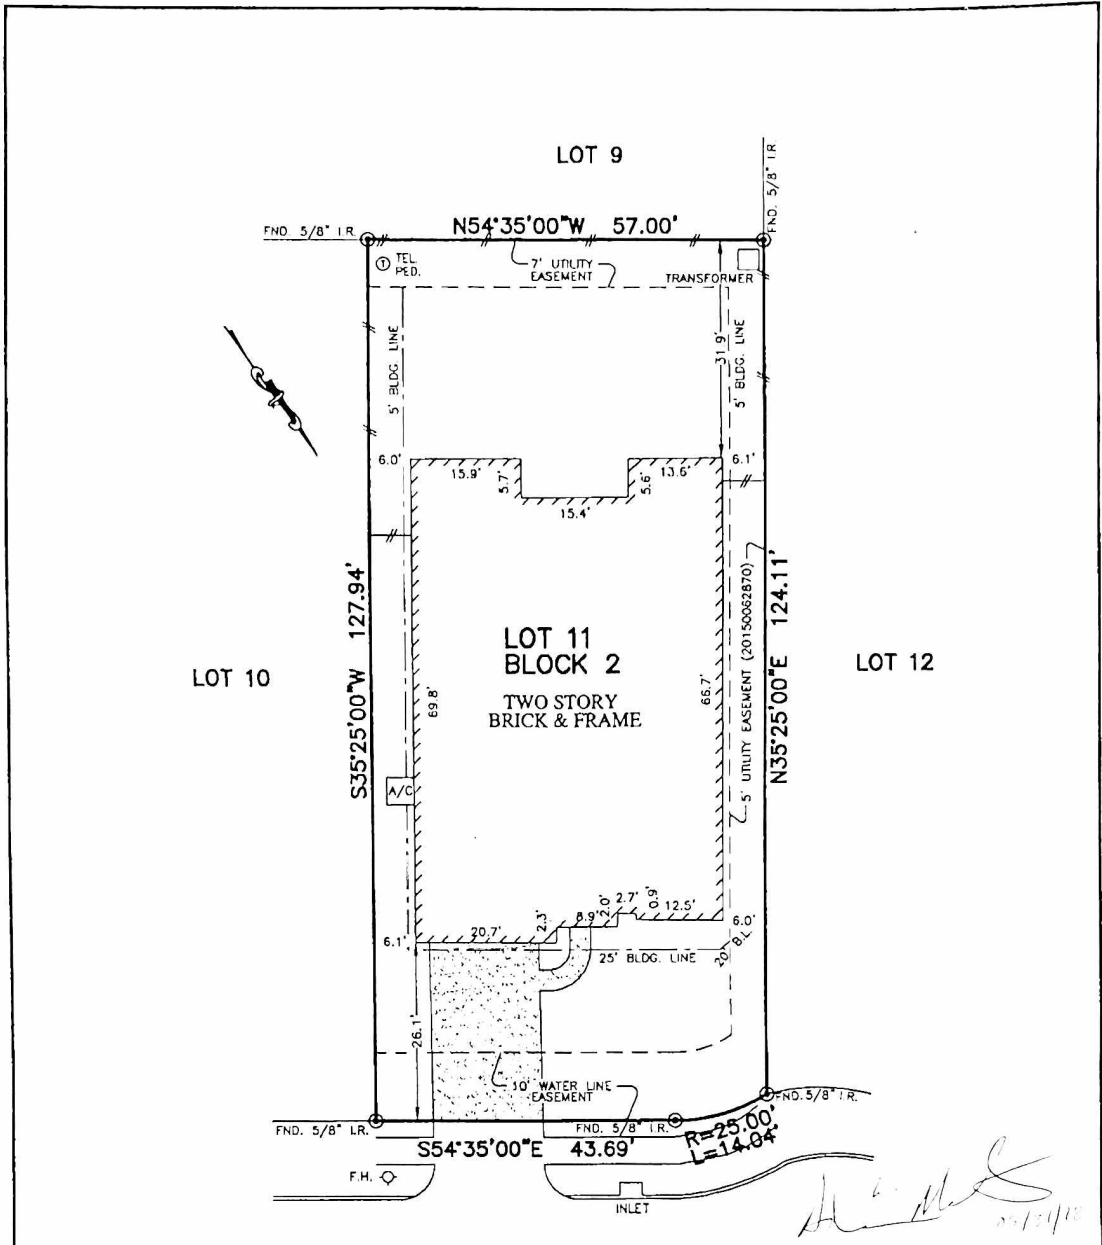 LOT 9
FND. 5/8" I.R.
N54°35'00"W 57.00'
FND. 5/8" I.R.
T
TEL.
PED.
7' UTILITY
EASEMENT
TRANSFORMER
5' BLDG. LINE
31.9'
5' BLDG. LINE
6.0'
15.9'
5.7'
15.4'
5.6'
13.6'
6.1'
S35°25'00"W 127.94'
LOT 10
69.8'
LOT 11
BLOCK 2
TWO STORY
BRICK & FRAME
66.7'
5' UTILITY EASEMENT (20150062870)
N35°25'00"E 124.11'
LOT 12
A/C
6.1'
20.7'
2.3'
8.9'
2.0'
2.7'
0.9'
12.5'
6.0'
25' BLDG. LINE
20' B.L.
26.1'
10' WATER LINE
EASEMENT
FND. 5/8" I.R.
FND. 5/8" I.R.
FND. 5/8" I.R.
S54°35'00"E 43.69'
R=25.00'
L=14.04'
F.H.
INLET